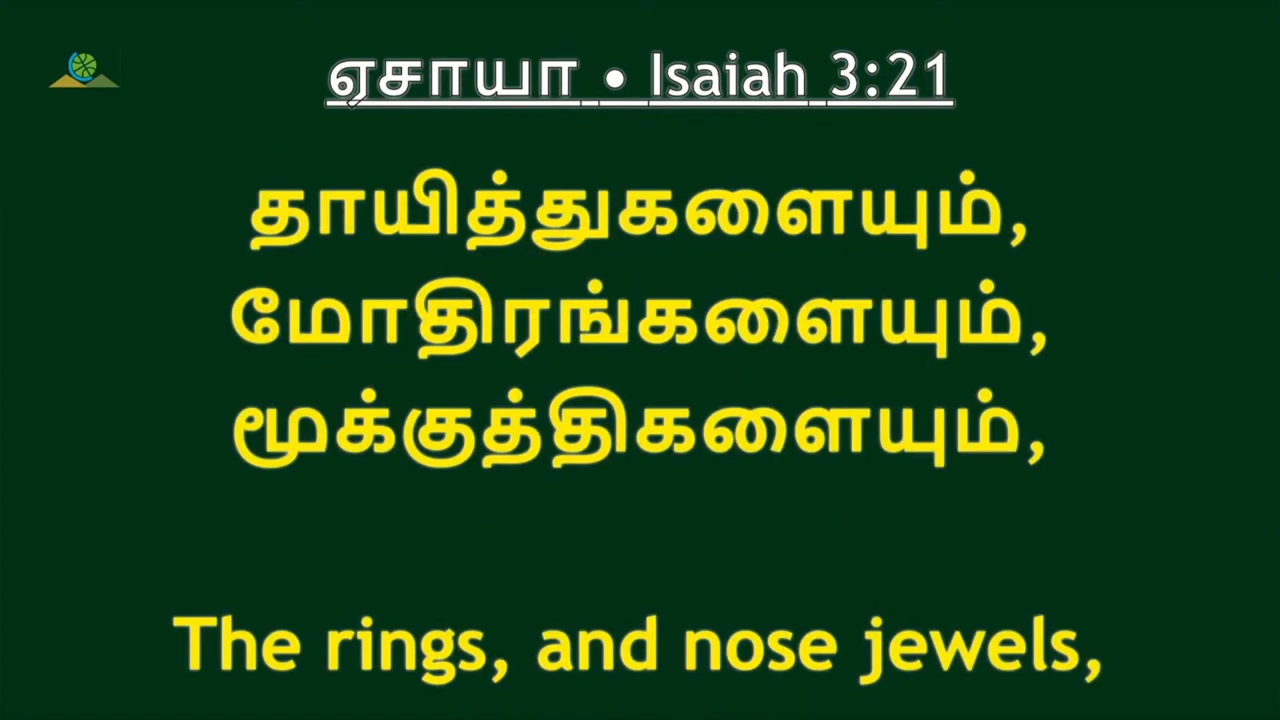 ஏசாயா • Isaiah 3:21
தாயித்துகளையும்,
மோதிரங்களையும்,
மூக்குத்திகளையும்,
The rings, and nose jewels,